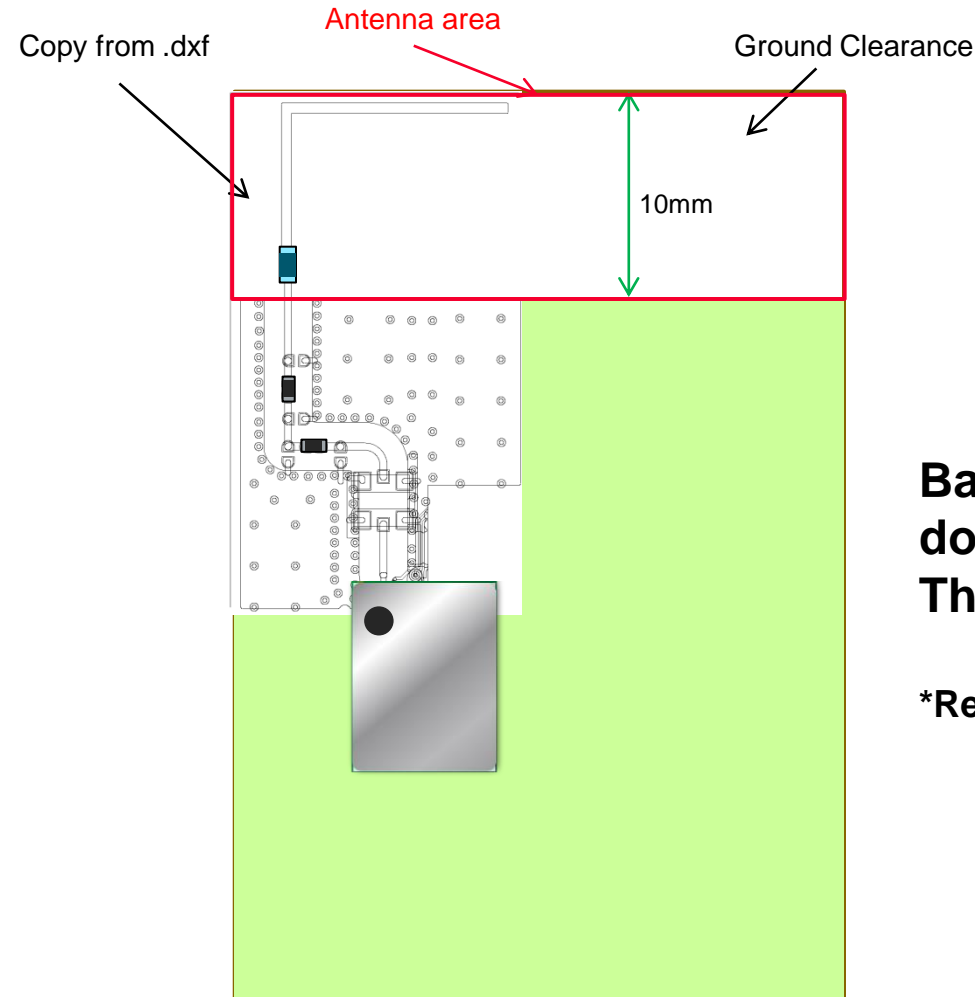 Antenna area
Copy from .dxf
Ground Clearance
10mm
Ba
do
Th
*Re